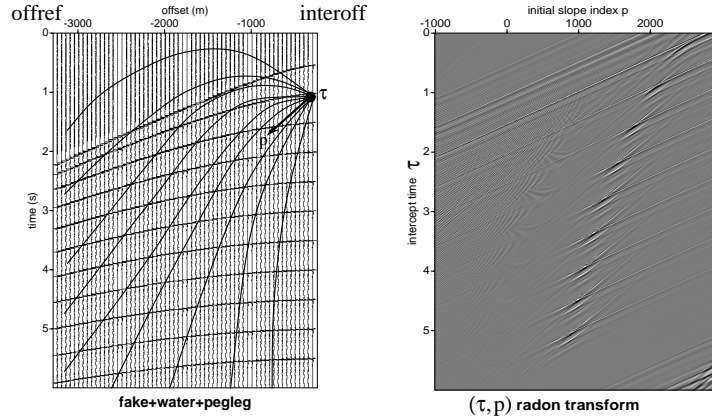 offref
offset (m)
interoff
-3000
-2000
-1000
0
1
2
3
4
5
time (s)
τ
p
fake+water+pegleg
initial slope index p
-1000
0
1000
2000
0
1
2
3
4
5
intercept time τ
(τ,p) radon transform